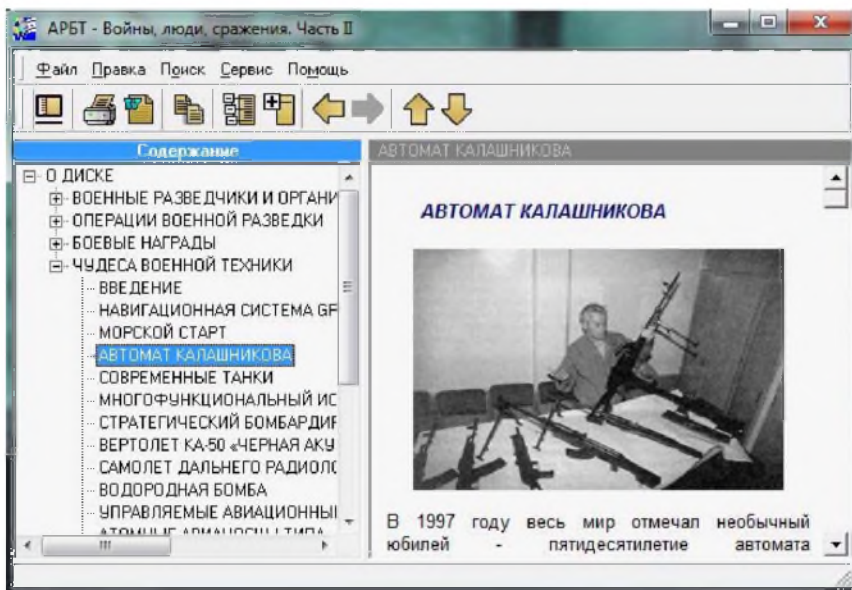 АРБТ - Войны, люди, сражения. Часть II
Файл Правка Поиск Сервис Помощь
Содержание
О ДИСКЕ
ВОЕННЫЕ РАЗВЕДЧИКИ И ОРГАНИ
ОПЕРАЦИИ ВОЕННОЙ РАЗВЕДКИ
БОЕВЫЕ НАГРАДЫ
ЧУДЕСА ВОЕННОЙ ТЕХНИКИ
ВВЕДЕНИЕ
НАВИГАЦИОННАЯ СИСТЕМА GP
МОРСКОЙ СТАРТ
АВТОМАТ КАЛАШНИКОВА
СОВРЕМЕННЫЕ ТАНКИ
МНОГОФУНКЦИОНАЛЬНЫЙ ИС
СТРАТЕГИЧЕСКИЙ БОМБАРДИР
ВЕРТОЛЕТ КА-50 «ЧЕРНАЯ АКУ
САМОЛЕТ ДАЛЬНЕГО РАДИОЛО
ВОДОРОДНАЯ БОМБА
УПРАВЛЯЕМЫЕ АВИАЦИОННЫ
АТОМНЫЕ АВИАНОСЦЫ ТИПА
АВТОМАТ КАЛАШНИКОВА
АВТОМАТ КАЛАШНИКОВА
В 1997 году весь мир отмечал необычный
юбилей - пятидесятилетие автомата